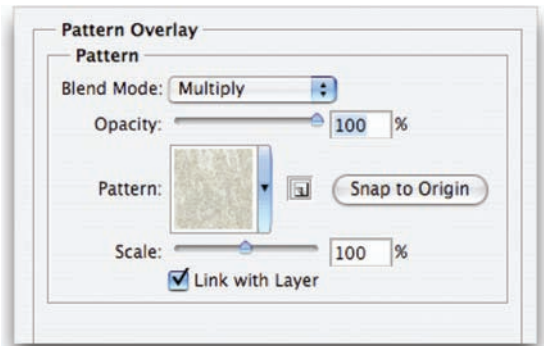 Pattern Overlay
Pattern
Blend Mode: Multiply
Opacity: 100 %
Pattern: Snap to Origin
Scale: 100 %
Link with Layer